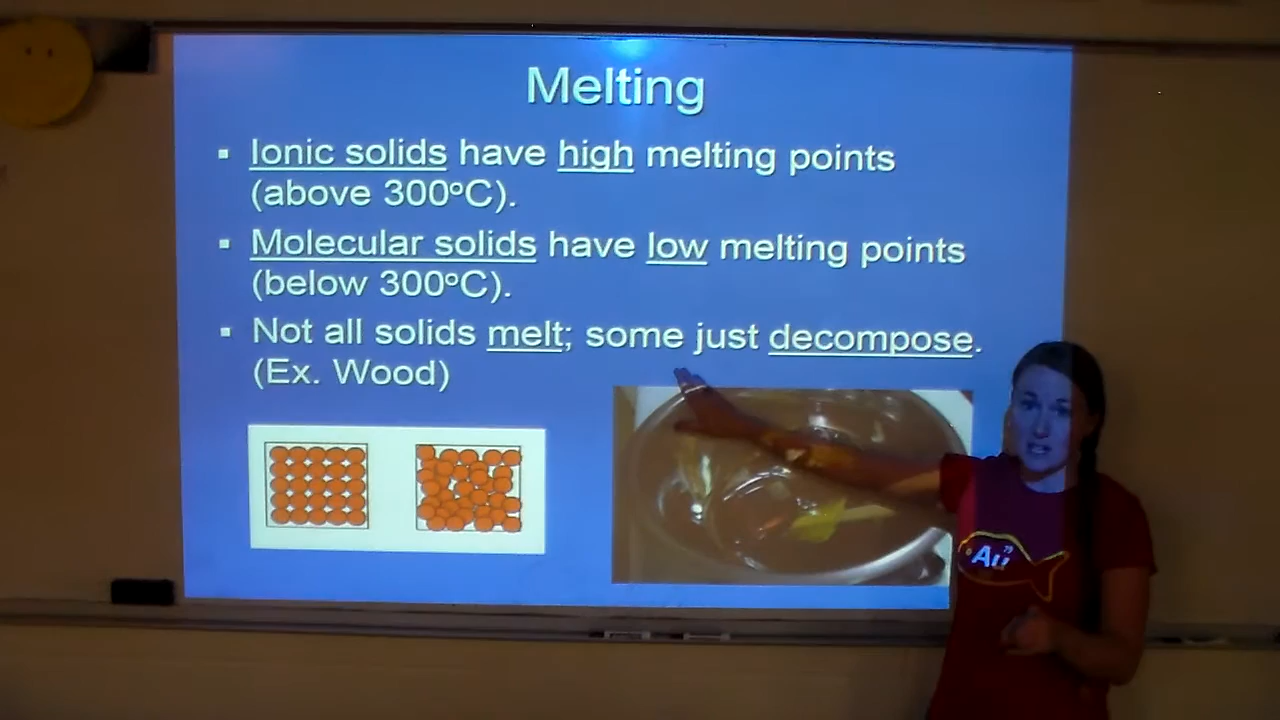 Melting
▪ Ionic solids have high melting points
(above 300°C).
▪ Molecular solids have low melting points
(below 300°C).
▪ Not all solids melt; some just decompose.
(Ex. Wood)
Au 79